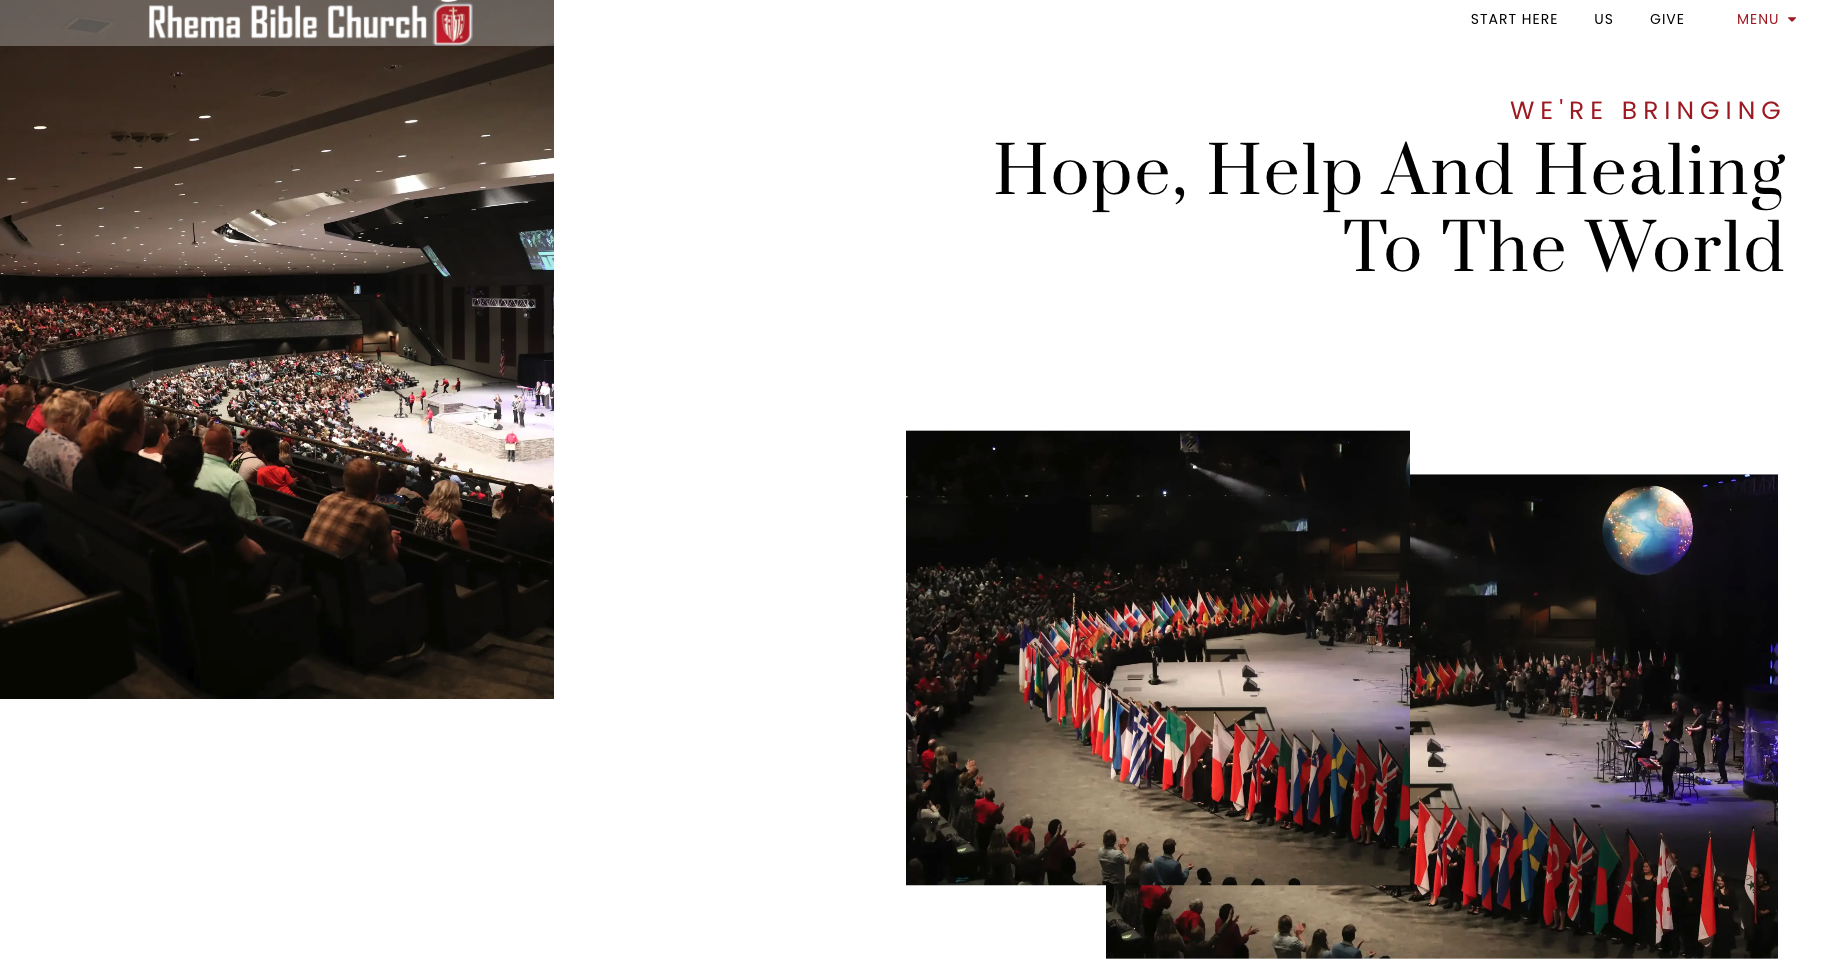 Rhema Bible Church
START HERE US GIVE MENU
WE'RE BRINGING
Hope, Help And Healing
To The World